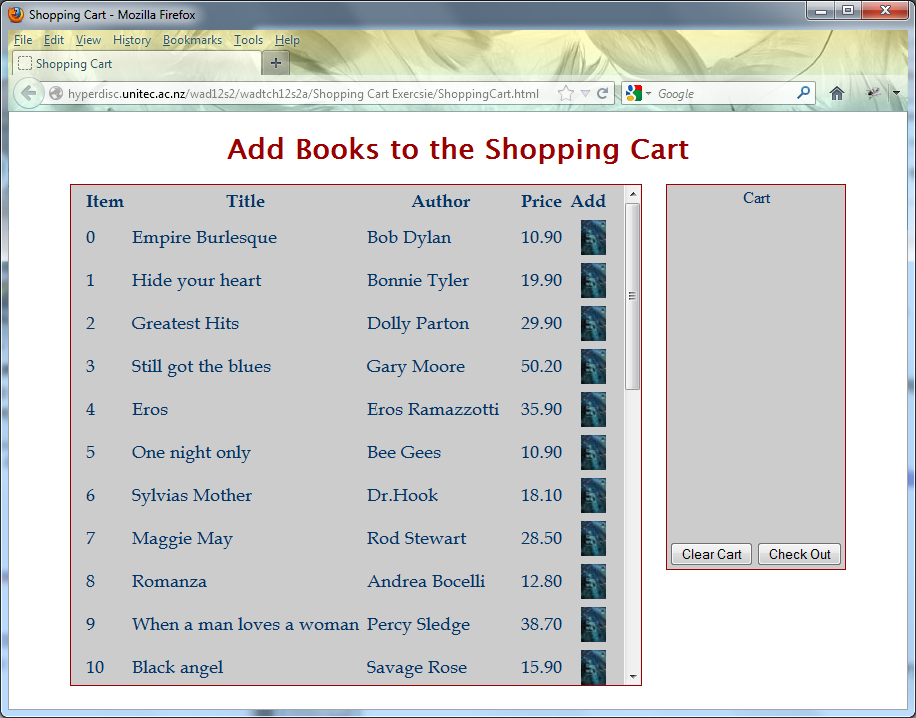 Shopping Cart - Mozilla Firefox
File Edit View History Bookmarks Tools Help
Shopping Cart
hyperdisc.unitec.ac.nz/wad12s2/wadtch12s2a/Shopping Cart Exercsie/ShoppingCart.html Google
Add Books to the Shopping Cart
Item Title Author Price Add
0 Empire Burlesque Bob Dylan 10.90
1 Hide your heart Bonnie Tyler 19.90
2 Greatest Hits Dolly Parton 29.90
3 Still got the blues Gary Moore 50.20
4 Eros Eros Ramazzotti 35.90
5 One night only Bee Gees 10.90
6 Sylvias Mother Dr.Hook 18.10
7 Maggie May Rod Stewart 28.50
8 Romanza Andrea Bocelli 12.80
9 When a man loves a woman Percy Sledge 38.70
10 Black angel Savage Rose 15.90
Cart
Clear Cart Check Out